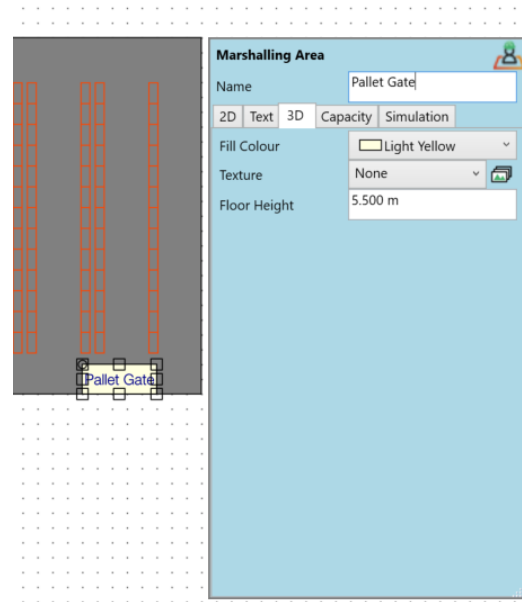 Marshalling Area
Name Pallet Gate
2D Text 3D Capacity Simulation
Fill Colour Light Yellow
Texture None
Floor Height 5.500 m
Pallet Gate